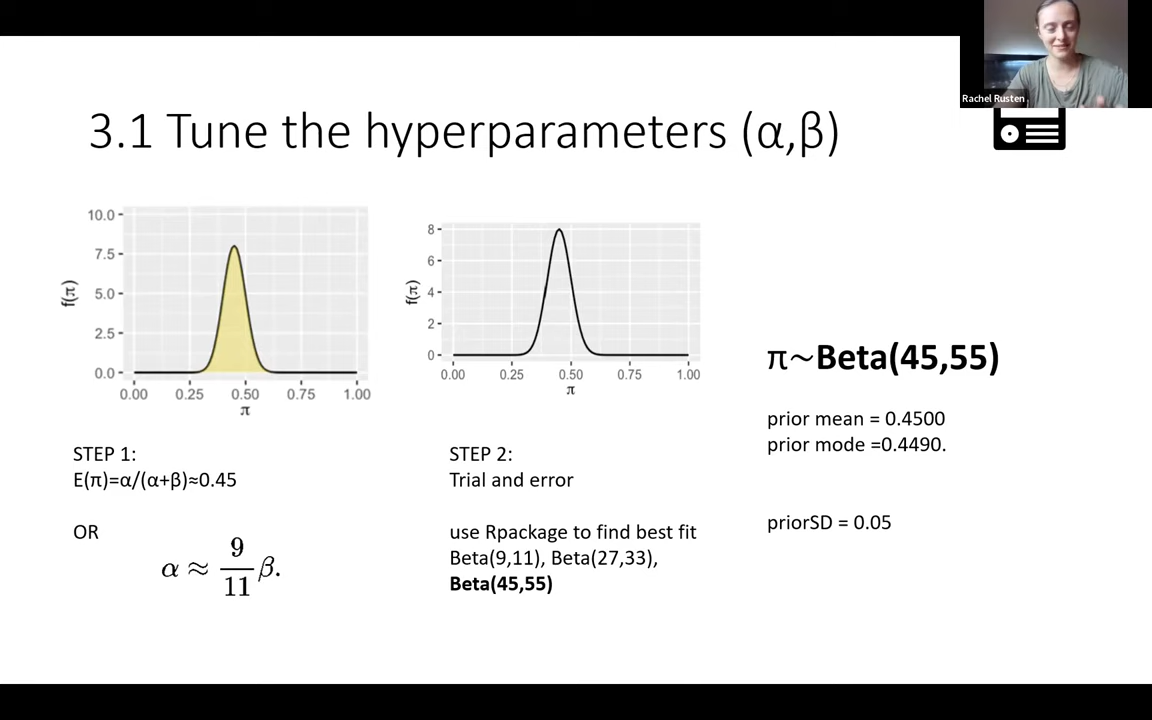 Rachel Rusten
3.1 Tune the hyperparameters (α,β)
10.0
7.5
5.0
2.5
0.0
f(π)
0.00 0.25 0.50 0.75 1.00
π
8
6
4
2
0
f(π)
0.00 0.25 0.50 0.75 1.00
π
STEP 1:
E(π)=α/(α+β)≈0.45
OR
α ≈ 9/11 β.
STEP 2:
Trial and error
use Rpackage to find best fit
Beta(9,11), Beta(27,33),
Beta(45,55)
π~Beta(45,55)
prior mean = 0.4500
prior mode =0.4490.
priorSD = 0.05